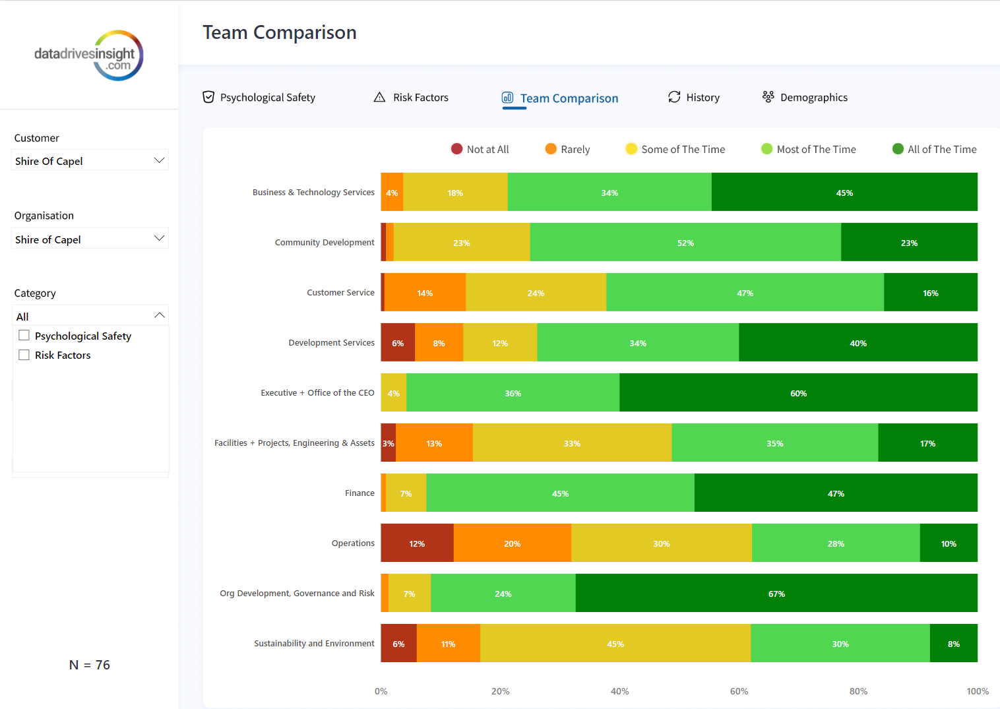 datadrivesinsight
.com
Team Comparison
Psychological Safety
Risk Factors
Team Comparison
History
Demographics
Customer
Shire Of Capel
Organisation
Shire of Capel
Category
All
Psychological Safety
Risk Factors
N = 76
Not at All
Rarely
Some of The Time
Most of The Time
All of The Time
Business & Technology Services 4% 18% 34% 45%
Community Development 23% 52% 23%
Customer Service 14% 24% 47% 16%
Development Services 6% 8% 12% 34% 40%
Executive + Office of the CEO 4% 36% 60%
Facilities + Projects, Engineering & Assets 3% 13% 33% 35% 17%
Finance 7% 45% 47%
Operations 12% 20% 30% 28% 10%
Org Development, Governance and Risk 7% 24% 67%
Sustainability and Environment 6% 11% 45% 30% 8%
0% 20% 40% 60% 80% 100%